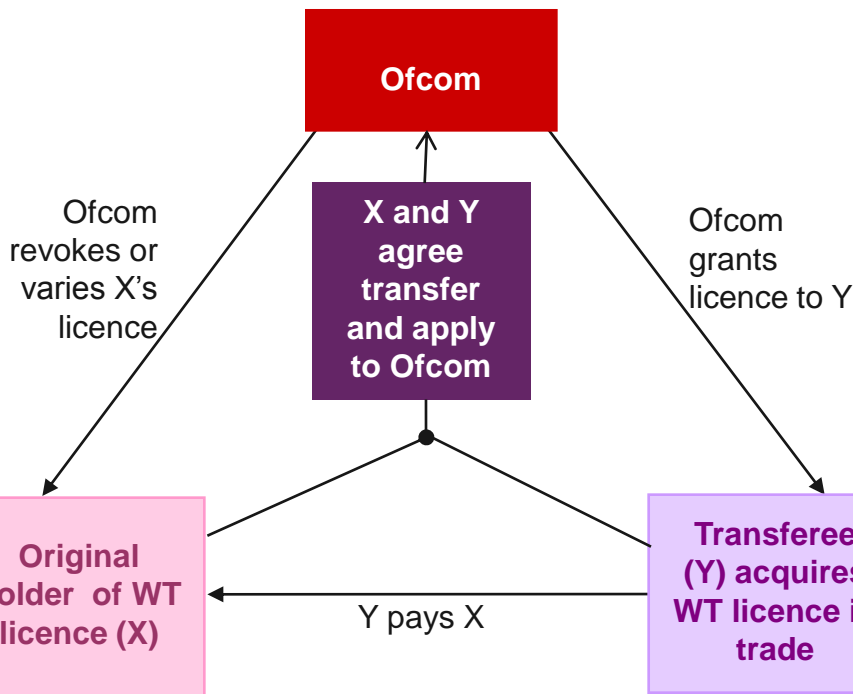 Ofcom
Ofcom
revokes or
varies X's
licence
X and Y
agree
transfer
and apply
to Ofcom
Ofcom
grants
licence to Y
Original
of WT
licence (X)
Y pays X
Transferee
(Y) acquires
WT licence
trade